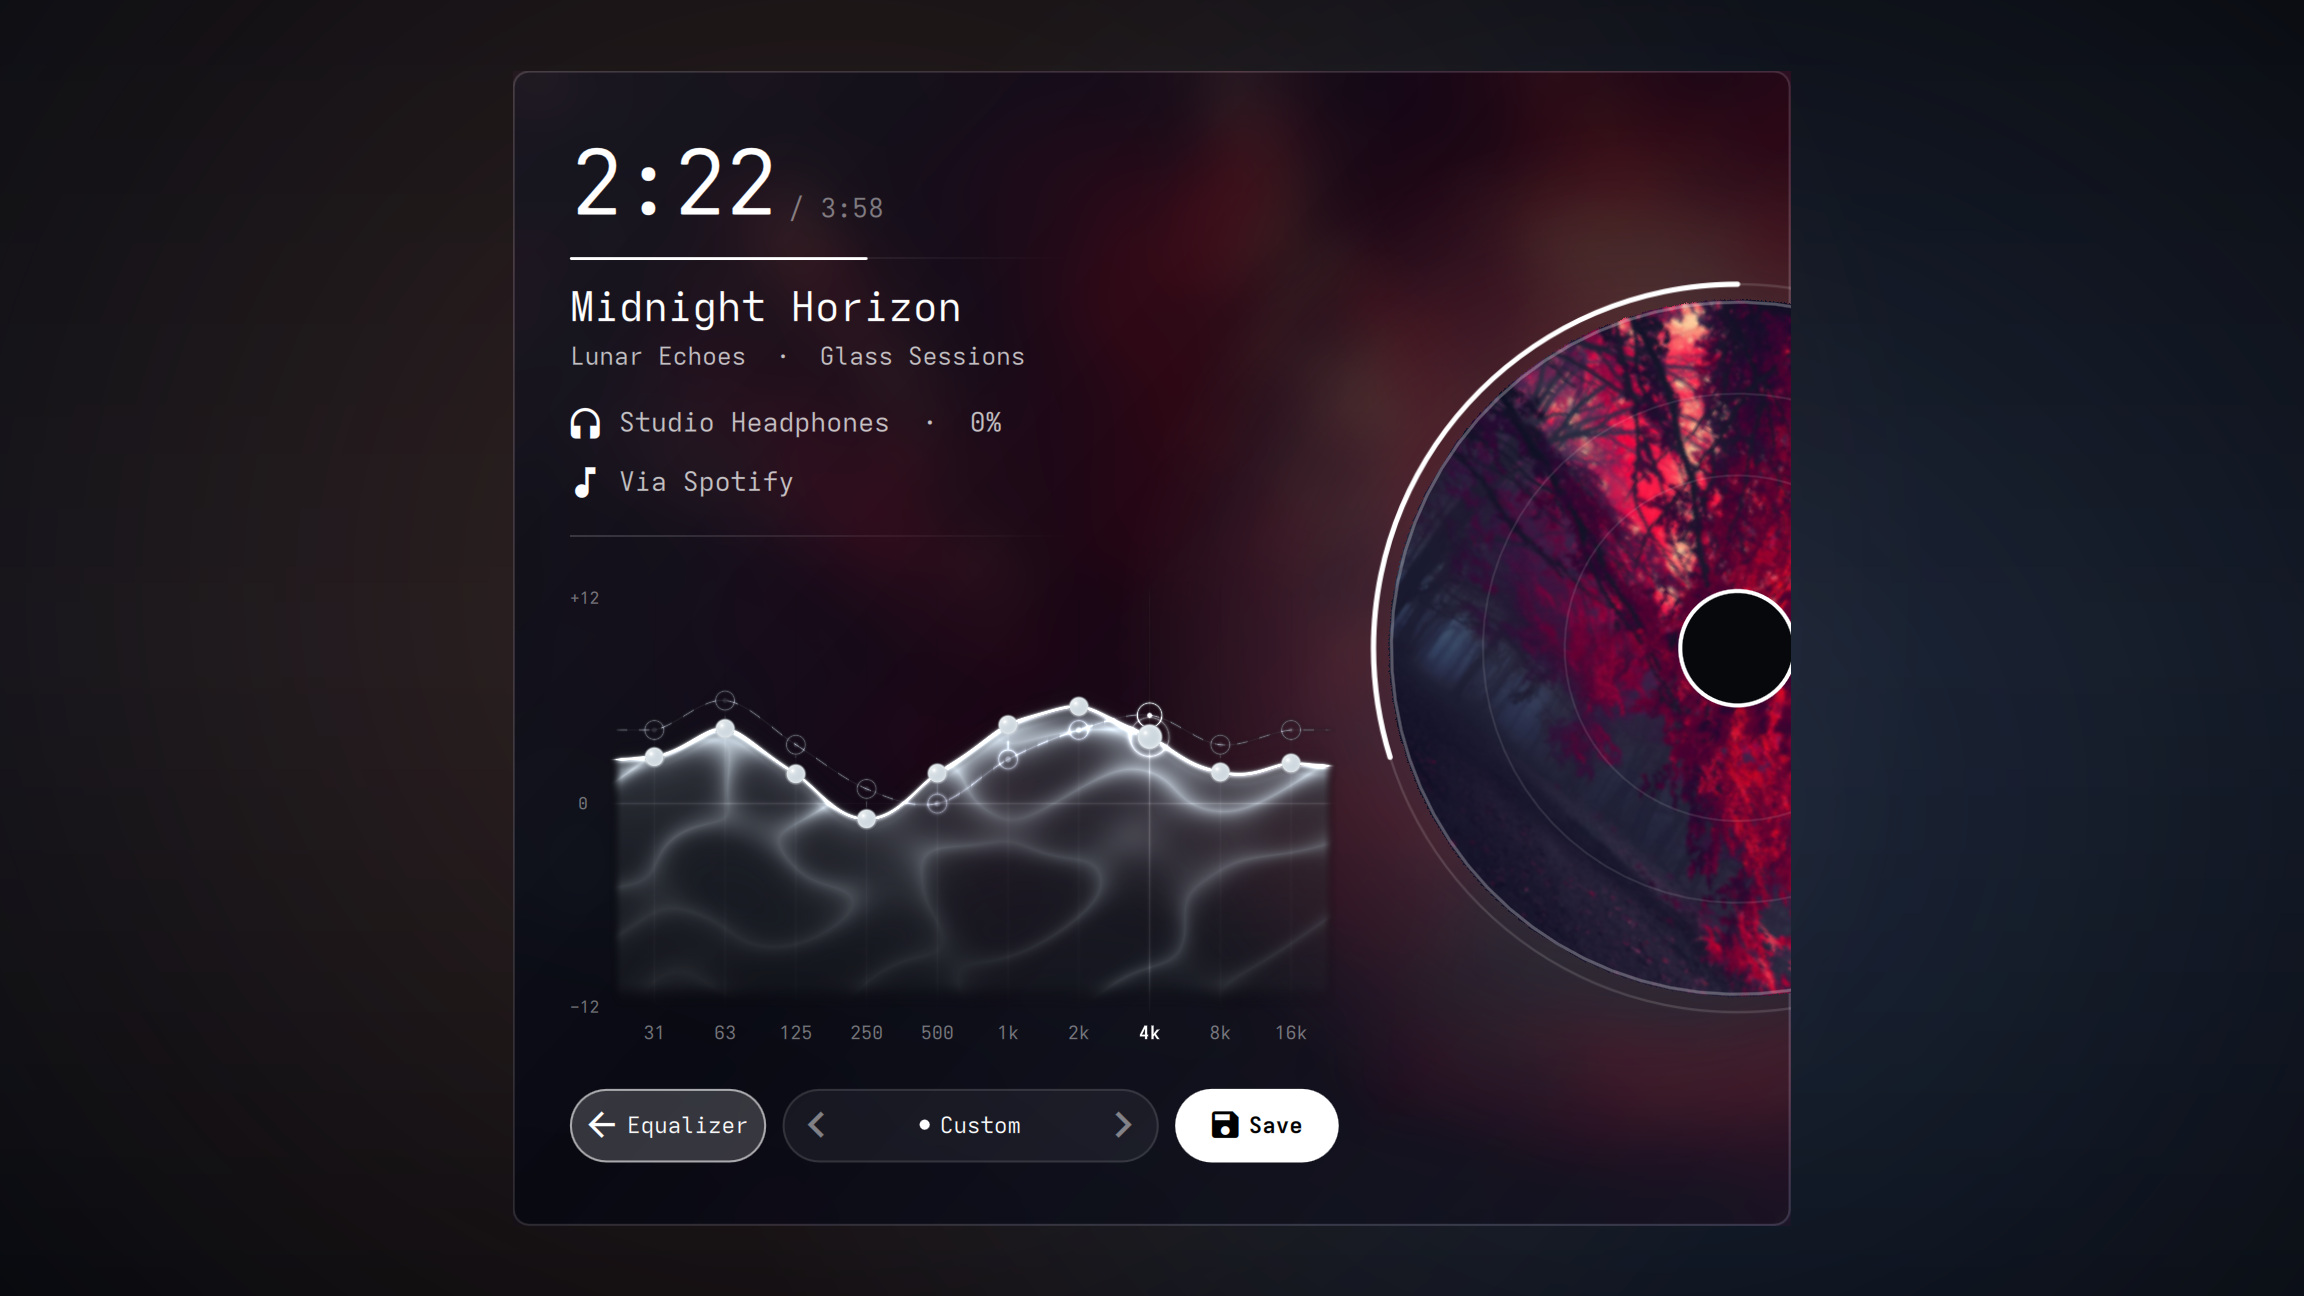 2:22 / 3:58
Midnight Horizon
Lunar Echoes · Glass Sessions
Studio Headphones · 0%
Via Spotify
+12
0
−12
31 63 125 250 500 1k 2k 4k 8k 16k
Equalizer
Custom
Save